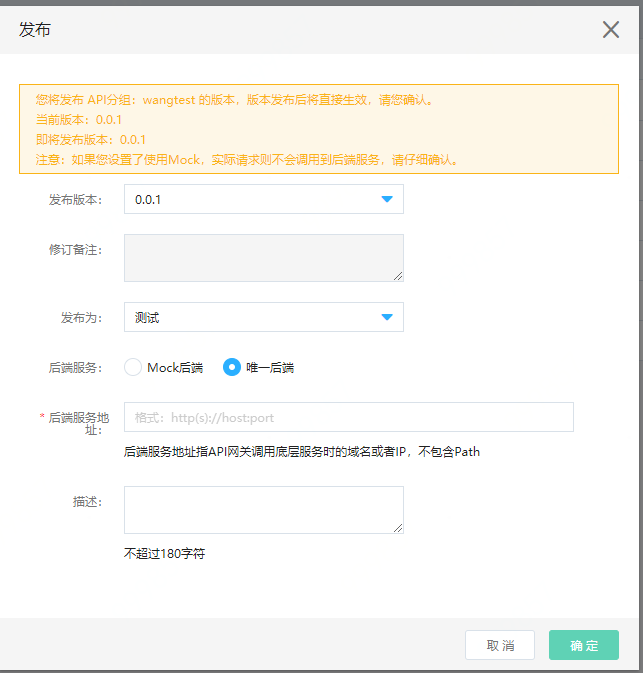 发布
您将发布 API分组：wangtest 的版本，版本发布后将直接生效，请您确认。
当前版本：0.0.1
即将发布版本：0.0.1
注意：如果您设置了使用Mock，实际请求则不会调用到后端服务，请仔细确认。
发布版本：
0.0.1
修订备注：
发布为：
测试
后端服务：
Mock后端
唯一后端
* 后端服务地
址：
格式：http(s)://host:port
后端服务地址指API网关调用底层服务时的域名或者IP，不包含Path
描述：
不超过180字符
取 消
确 定